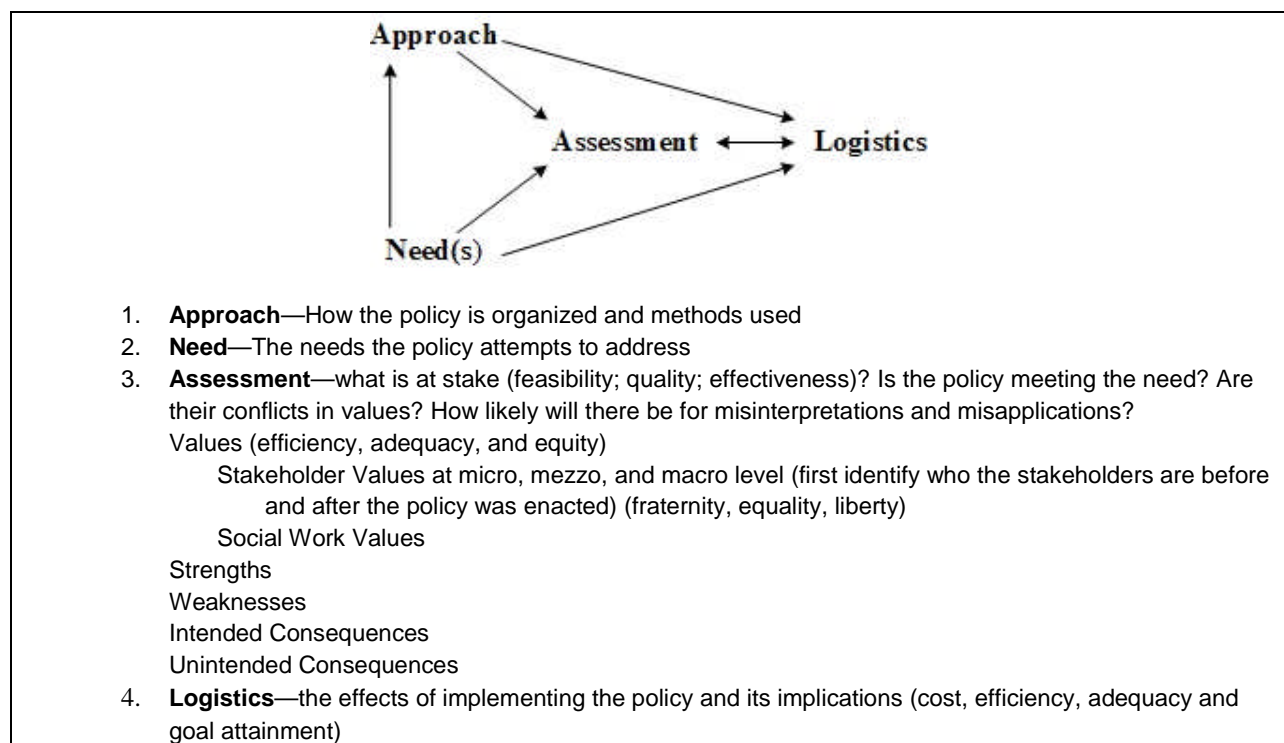 Approach
Assessment
Logistics
Need(s)
1. Approach—How the policy is organized and methods used
2. Need—The needs the policy attempts to address
3. Assessment—what is at stake (feasibility; quality; effectiveness)? Is the policy meeting the need? Are
their conflicts in values? How likely will there be for misinterpretations and misapplications?
Values (efficiency, adequacy, and equity)
Stakeholder Values at micro, mezzo, and macro level (first identify who the stakeholders are before
and after the policy was enacted) (fraternity, equality, liberty)
Social Work Values
Strengths
Weaknesses
Intended Consequences
Unintended Consequences
4. Logistics—the effects of implementing the policy and its implications (cost, efficiency, adequacy and
goal attainment)